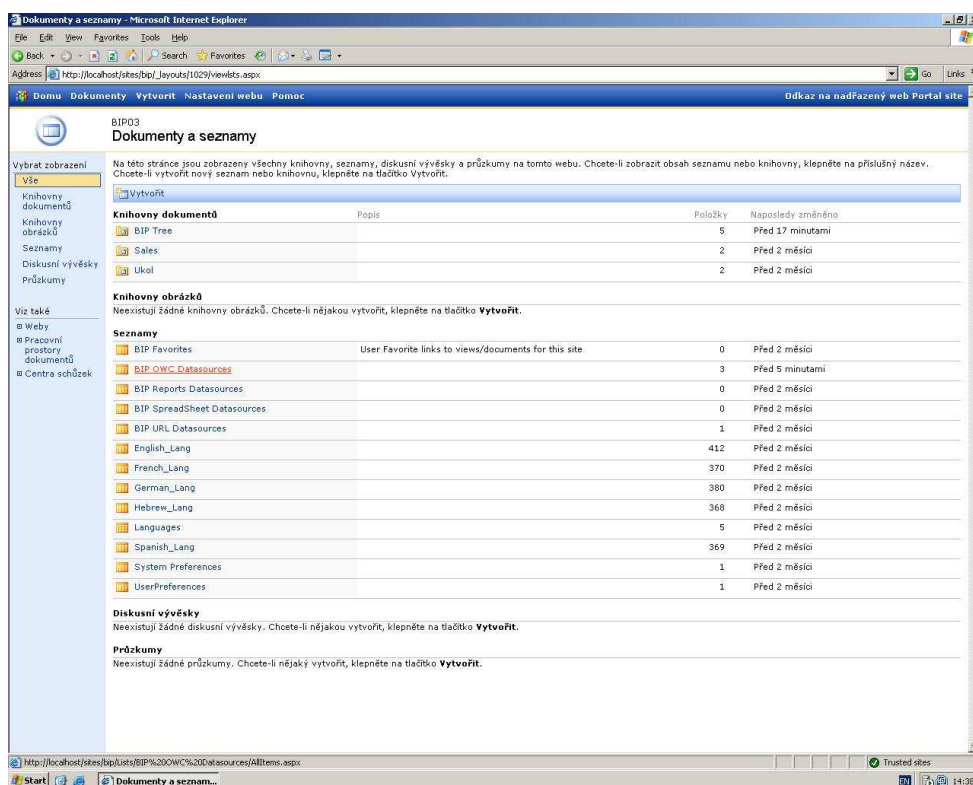 Dokumenty a seznamy - Microsoft Internet Explorer
File Edit View Favorites Tools Help
Back Search Favorites
Address http://localhost/sites/bip/_layouts/1029/viewlsts.aspx Go Links
Domu Dokumenty Vytvorit Nastaveni webu Pomoc Odkaz na nadřazený web Portal site
BIP03
Dokumenty a seznamy
Vybrat zobrazení
Vše
Knihovny
dokumentů
Knihovny
obrázků
Seznamy
Diskusní vývěsky
Průzkumy
Viz také
Weby
Pracovní
prostory
dokumentů
Centra schůzek
Na této stránce jsou zobrazeny všechny knihovny, seznamy, diskusní vývěsky a průzkumy na tomto webu. Chcete-li zobrazit obsah seznamu nebo knihovny, klepněte na příslušný název.
Chcete-li vytvořit nový seznam nebo knihovnu, klepněte na tlačítko Vytvořit.
Vytvořit
Knihovny dokumentů Popis Položky Naposledy změněno
BIP Tree 5 Před 17 minutami
Sales 2 Před 2 měsíci
Ukol 2 Před 2 měsíci
Knihovny obrázků
Neexistují žádné knihovny obrázků. Chcete-li nějakou vytvořit, klepněte na tlačítko Vytvořit.
Seznamy
BIP Favorites User Favorite links to views/documents for this site 0 Před 2 měsíci
BIP OWC Datasources 3 Před 5 minutami
BIP Reports Datasources 0 Před 2 měsíci
BIP SpreadSheet Datasources 0 Před 2 měsíci
BIP URL Datasources 1 Před 2 měsíci
English_Lang 412 Před 2 měsíci
French_Lang 370 Před 2 měsíci
German_Lang 380 Před 2 měsíci
Hebrew_Lang 368 Před 2 měsíci
Languages 5 Před 2 měsíci
Spanish_Lang 369 Před 2 měsíci
System Preferences 1 Před 2 měsíci
UserPreferences 1 Před 2 měsíci
Diskusní vývěsky
Neexistují žádné diskusní vývěsky. Chcete-li nějakou vytvořit, klepněte na tlačítko Vytvořit.
Průzkumy
Neexistují žádné průzkumy. Chcete-li nějaký vytvořit, klepněte na tlačítko Vytvořit.
http://localhost/sites/bip/Lists/BIP%20OWC%20Datasources/AllItems.aspx Trusted sites
Start Dokumenty a seznam... EN 14:38